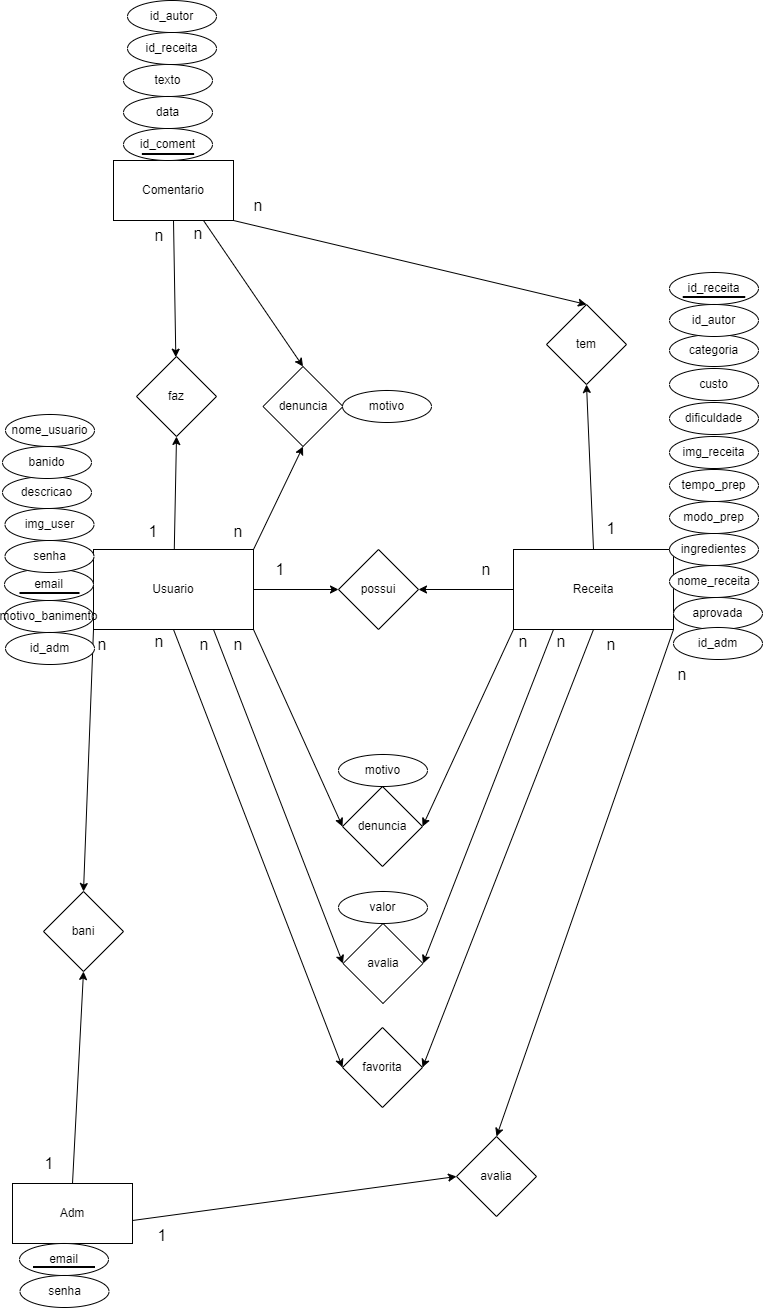 id_autor
id_receita
texto
data
id_coment
Comentario
n
n
n
id_receita
id_autor
tem
categoria
custo
faz
denuncia
motivo
dificuldade
nome_usuario
img_receita
banido
tempo_prep
descricao
modo_prep
img_user
1
n
1
ingredientes
senha
email
Usuario
1
possui
n
Receita
nome_receita
motivo_banimento
aprovada
id_adm
n
n
n
n
n
n
n
id_adm
n
motivo
denuncia
valor
bani
avalia
favorita
1
avalia
Adm
1
email
senha